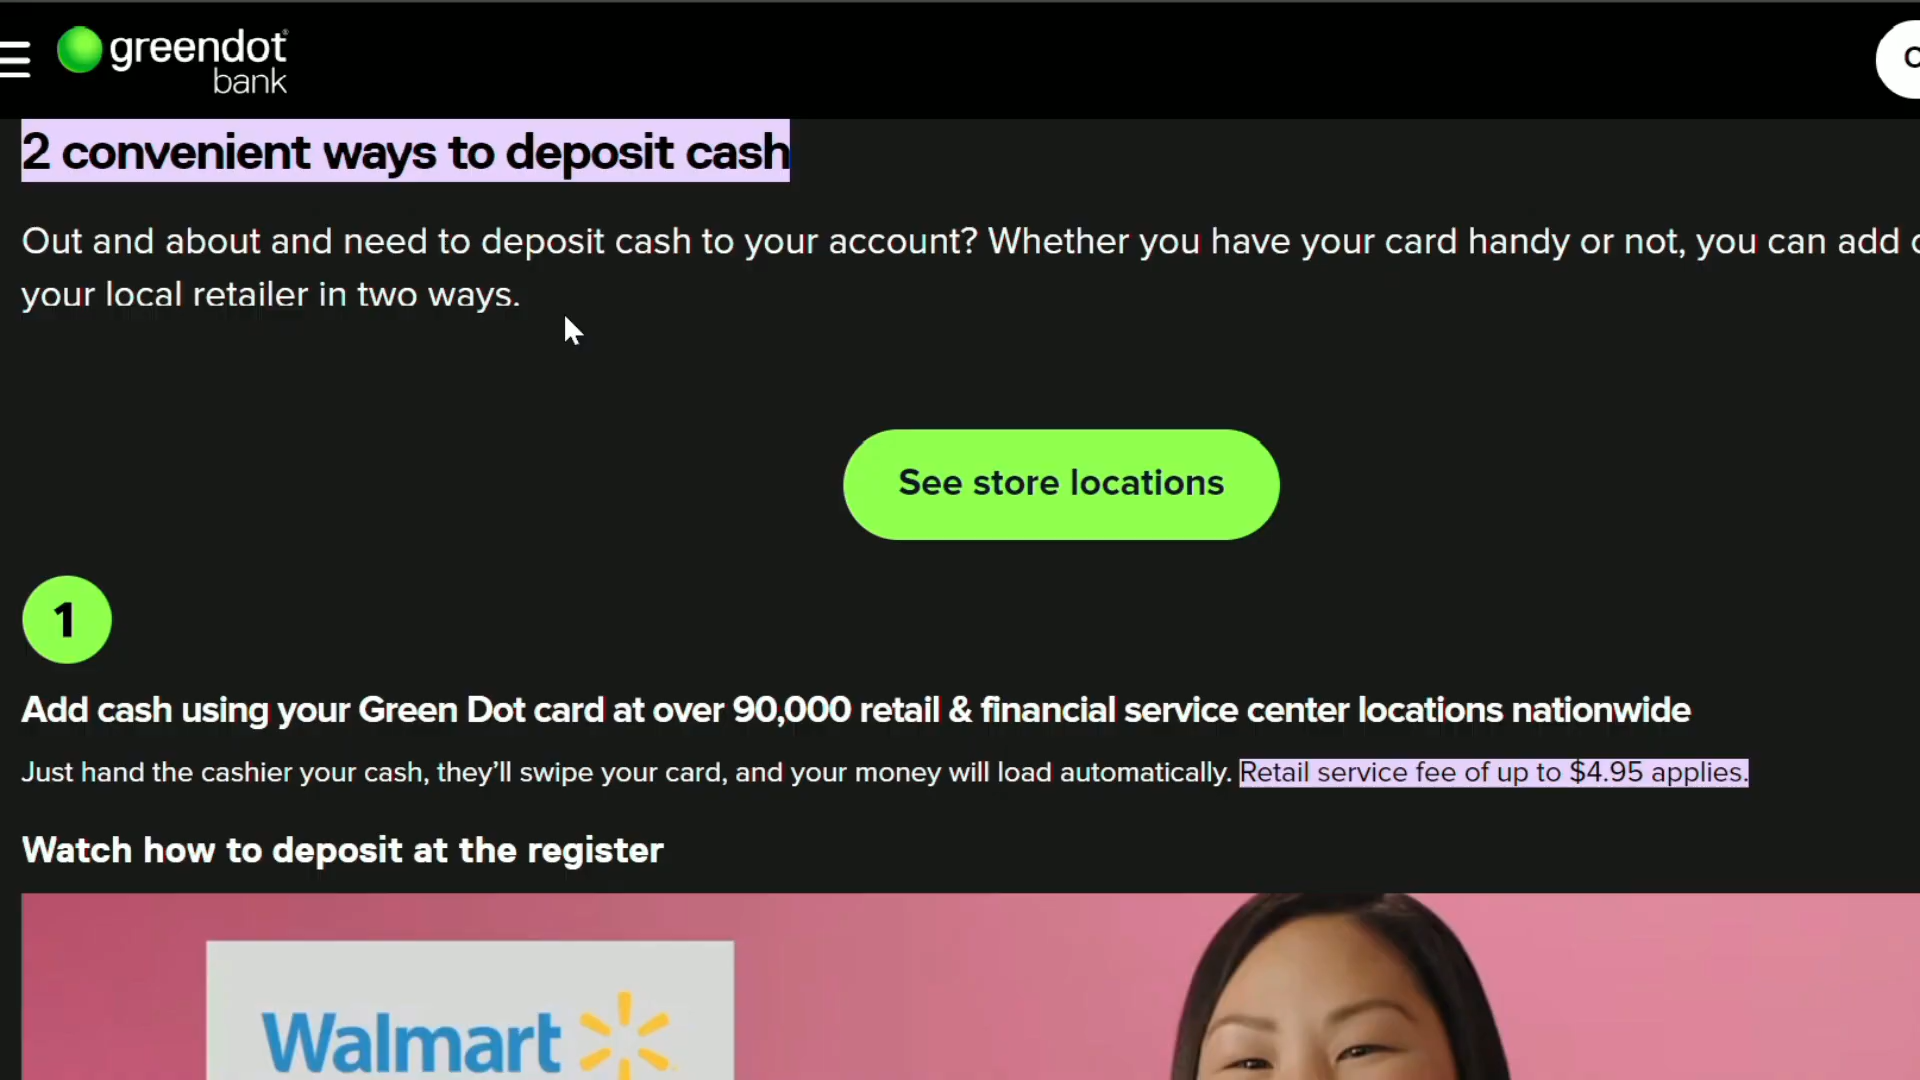 greendot
bank
2 convenient ways to deposit cash
Out and about and need to deposit cash to your account? Whether you have your card handy or not, you can add
your local retailer in two ways.
See store locations
1
Add cash using your Green Dot card at over 90,000 retail & financial service center locations nationwide
Just hand the cashier your cash, they’ll swipe your card, and your money will load automatically. Retail service fee of up to $4.95 applies.
Watch how to deposit at the register
Walmart